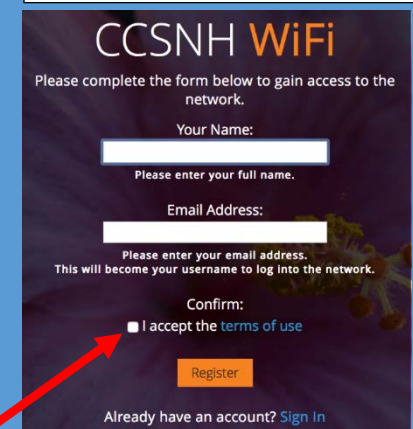 CCSNH WiFi
Please complete the form below to gain access to the
network.
Your Name:
Please enter your full name.
Email Address:
Please enter your email address.
This will become your username to log into the network.
Confirm:
I accept the terms of use
Register
Already have an account? Sign In